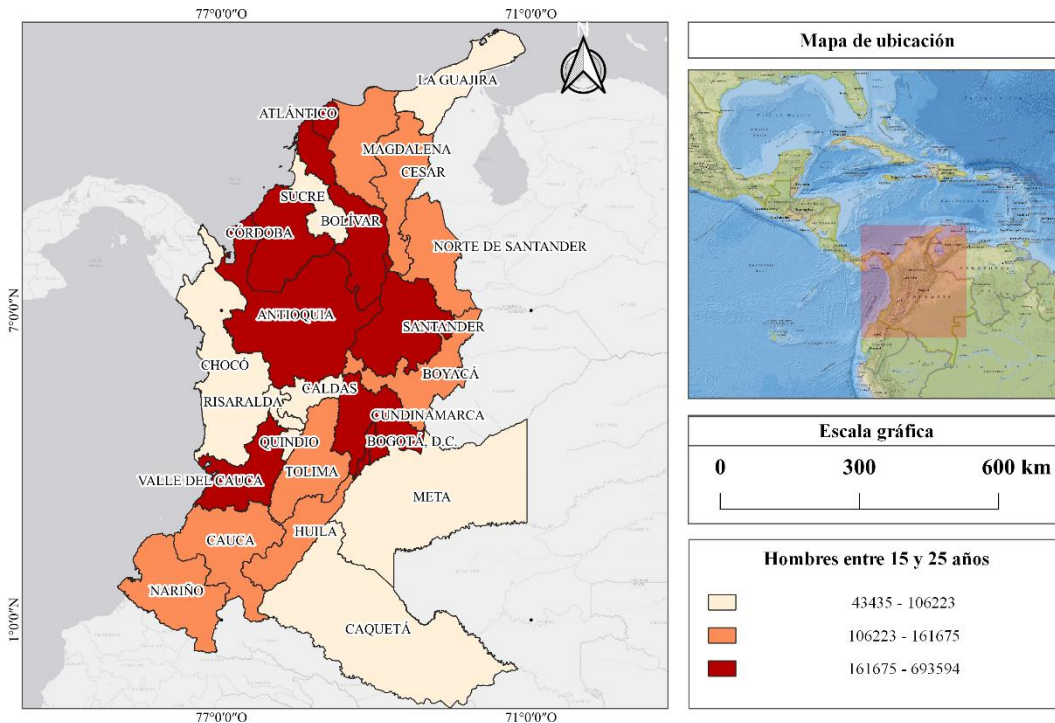 77°0'0"O
71°0'0"O
N
LA GUAJIRA
ATLÁNTICO
MAGDALENA
CESAR
SUCRE
BOLÍVAR
CÓRDOBA
NORTE DE SANTANDER
7°0'0"N
ANTIOQUIA
SANTANDER
CHOCÓ
BOYACÁ
CALDAS
RISARALDA
CUNDINAMARCA
QUINDIO
BOGOTÁ, D.C.
TOLIMA
VALLE DEL CAUCA
META
HUILA
CAUCA
NARIÑO
1°0'0"N
CAQUETÁ
77°0'0"O
71°0'0"O
Mapa de ubicación
Escala gráfica
0 300 600 km
Hombres entre 15 y 25 años
43435 - 106223
106223 - 161675
161675 - 693594